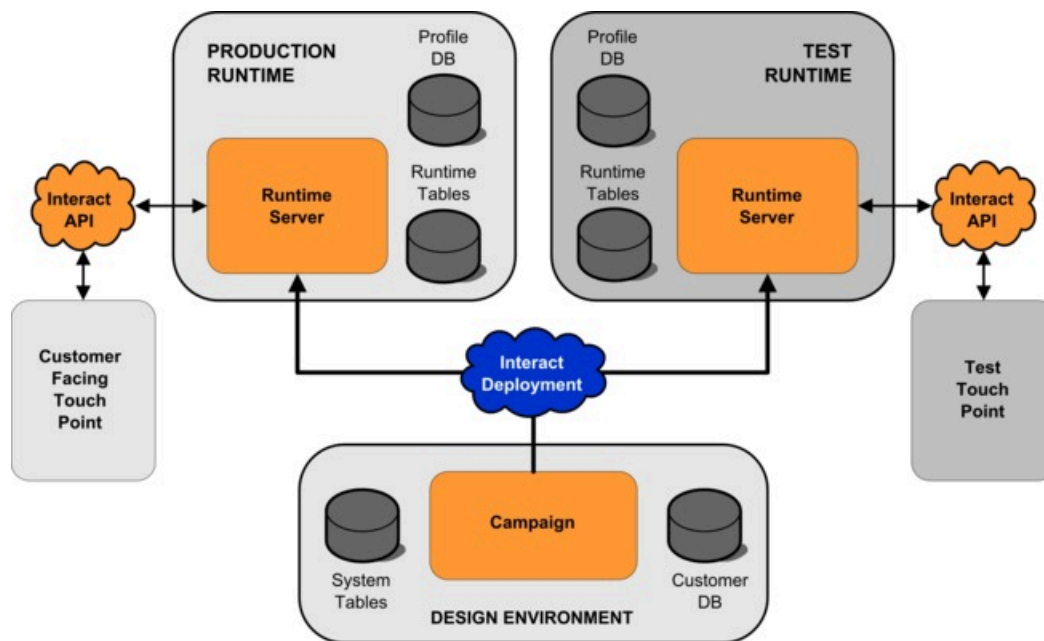 PRODUCTION
RUNTIME
Profile
DB
Runtime
Server
Runtime
Tables
Profile
DB
TEST
RUNTIME
Runtime
Tables
Runtime
Server
Interact
API
Interact
API
Customer
Facing
Touch
Point
Interact
Deployment
Test
Touch
Point
Campaign
System
Tables
Customer
DB
DESIGN ENVIRONMENT